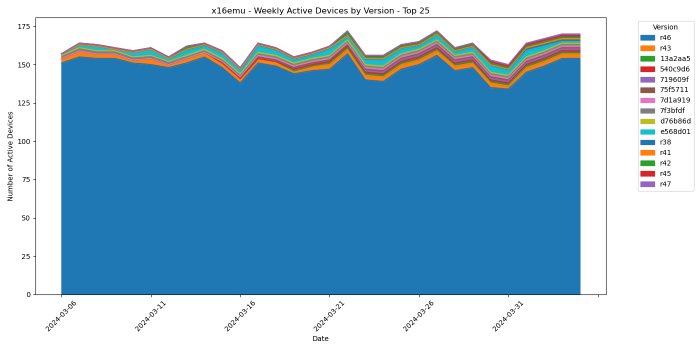 x16emu - Weekly Active Devices by Version - Top 25
Number of Active Devices
175
150
125
100
75
50
25
0
2024-03-06
2024-03-11
2024-03-16
2024-03-21
2024-03-26
2024-03-31
Date
Version
r46
r43
13a2aa5
540c9d6
719609f
75f5711
7d1a919
7f3bfdf
d76b86d
e568d01
r38
r41
r42
r45
r47